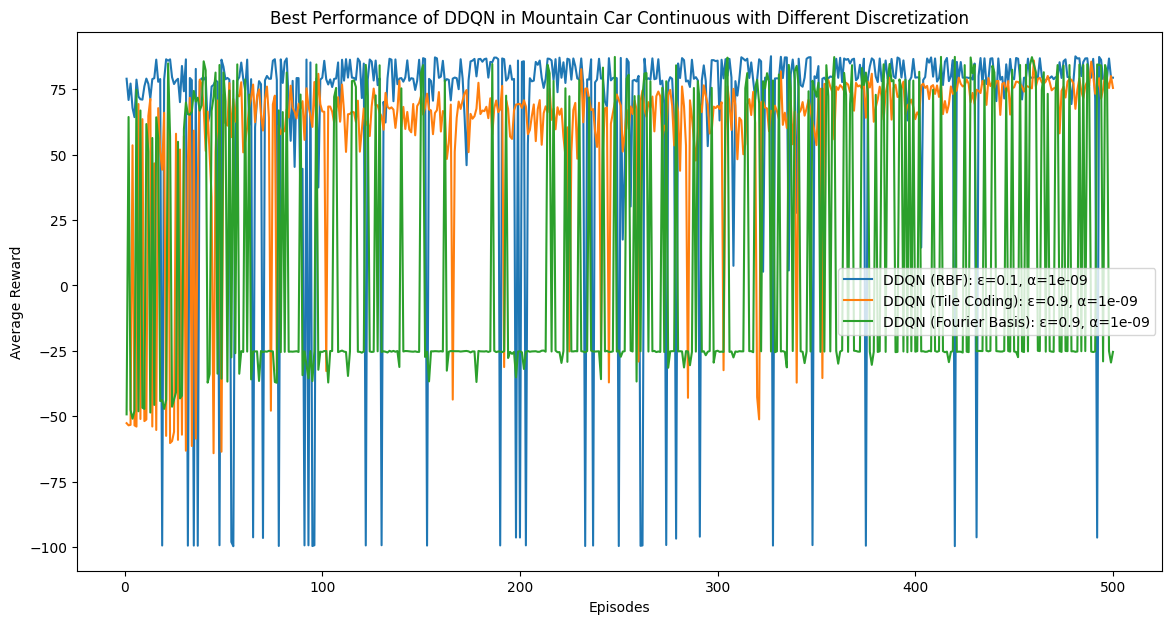 Best Performance of DDQN in Mountain Car Continuous with Different Discretization
Average Reward
75
50
25
0
−25
−50
−75
−100
DDQN (RBF): ε=0.1, α=1e-09
DDQN (Tile Coding): ε=0.9, α=1e-09
DDQN (Fourier Basis): ε=0.9, α=1e-09
0
100
200
300
400
500
Episodes